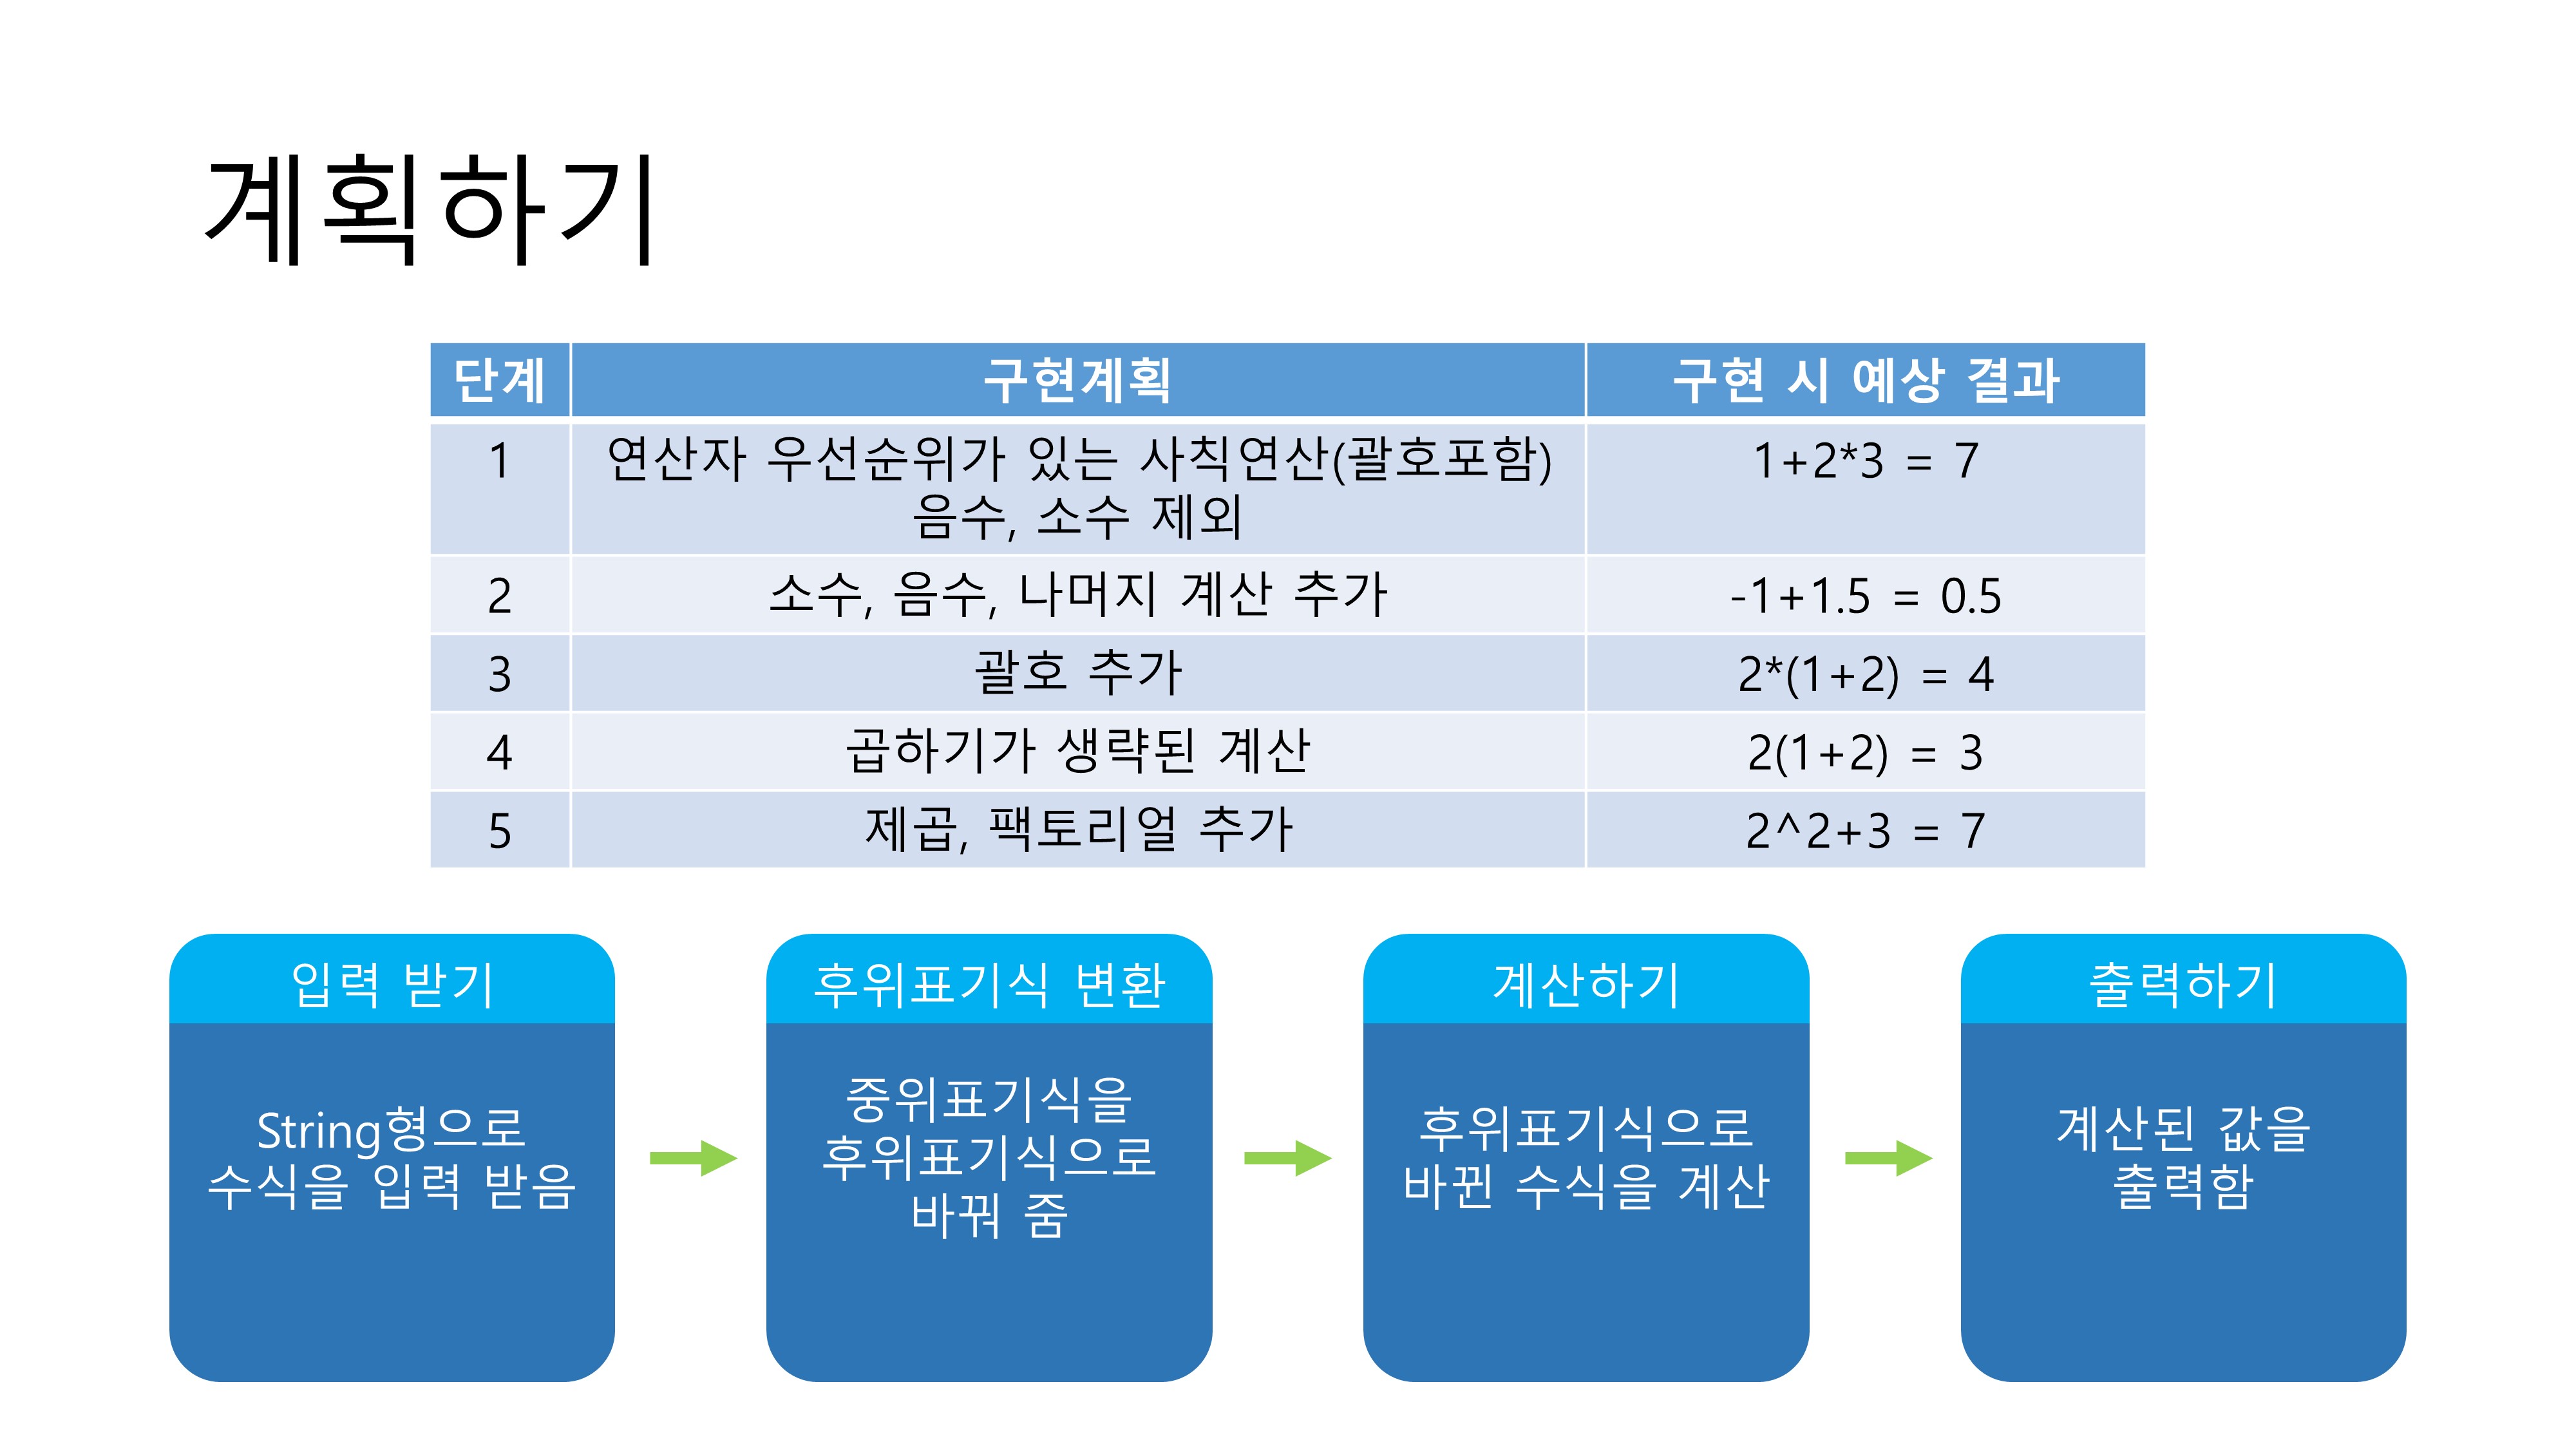 계획하기
단계 구현계획 구현 시 예상 결과
1 연산자 우선순위가 있는 사칙연산(괄호포함) 1+2*3 = 7
음수, 소수 제외
2 소수, 음수, 나머지 계산 추가 -1+1.5 = 0.5
3 괄호 추가 2*(1+2) = 4
4 곱하기가 생략된 계산 2(1+2) = 3
5 제곱, 팩토리얼 추가 2^2+3 = 7
입력 받기
String형으로
수식을 입력 받음
후위표기식 변환
중위표기식을
후위표기식으로
바꿔 줌
계산하기
후위표기식으로
바뀐 수식을 계산
출력하기
계산된 값을
출력함